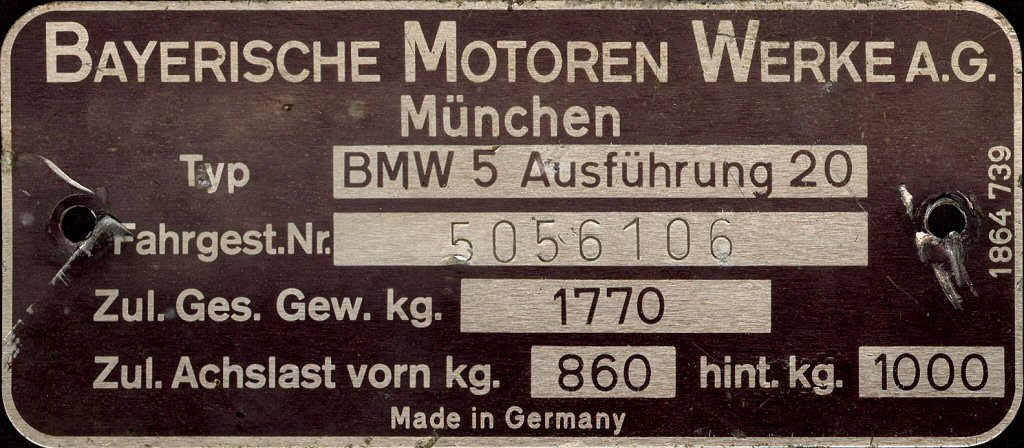 BAYERISCHE MOTOREN WERKE A.G.
München
Typ BMW 5 Ausführung 20
Fahrgest.Nr. 5056106
Zul. Ges. Gew. kg. 1770
Zul. Achslast vorn kg. 860 hint. kg. 1000
Made in Germany
1864 739